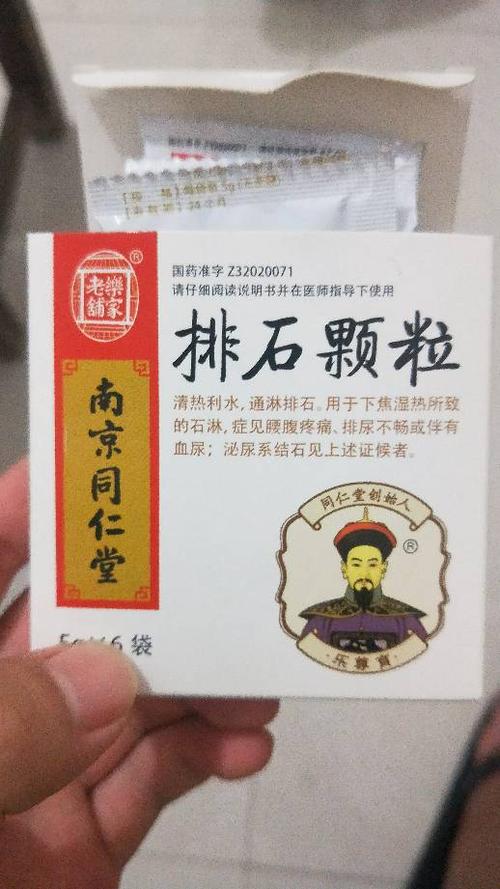 国药准字 Z32020071
请仔细阅读说明书并在医师指导下使用
樂家
老舖
®
排石颗粒
清热利水，通淋排石。用于下焦湿热所致
的石淋，症见腰腹疼痛、排尿不畅或伴有
血尿；泌尿系结石见上述证候者。
南京同仁堂
同仁堂创始人
®
·乐尊育·
6 袋